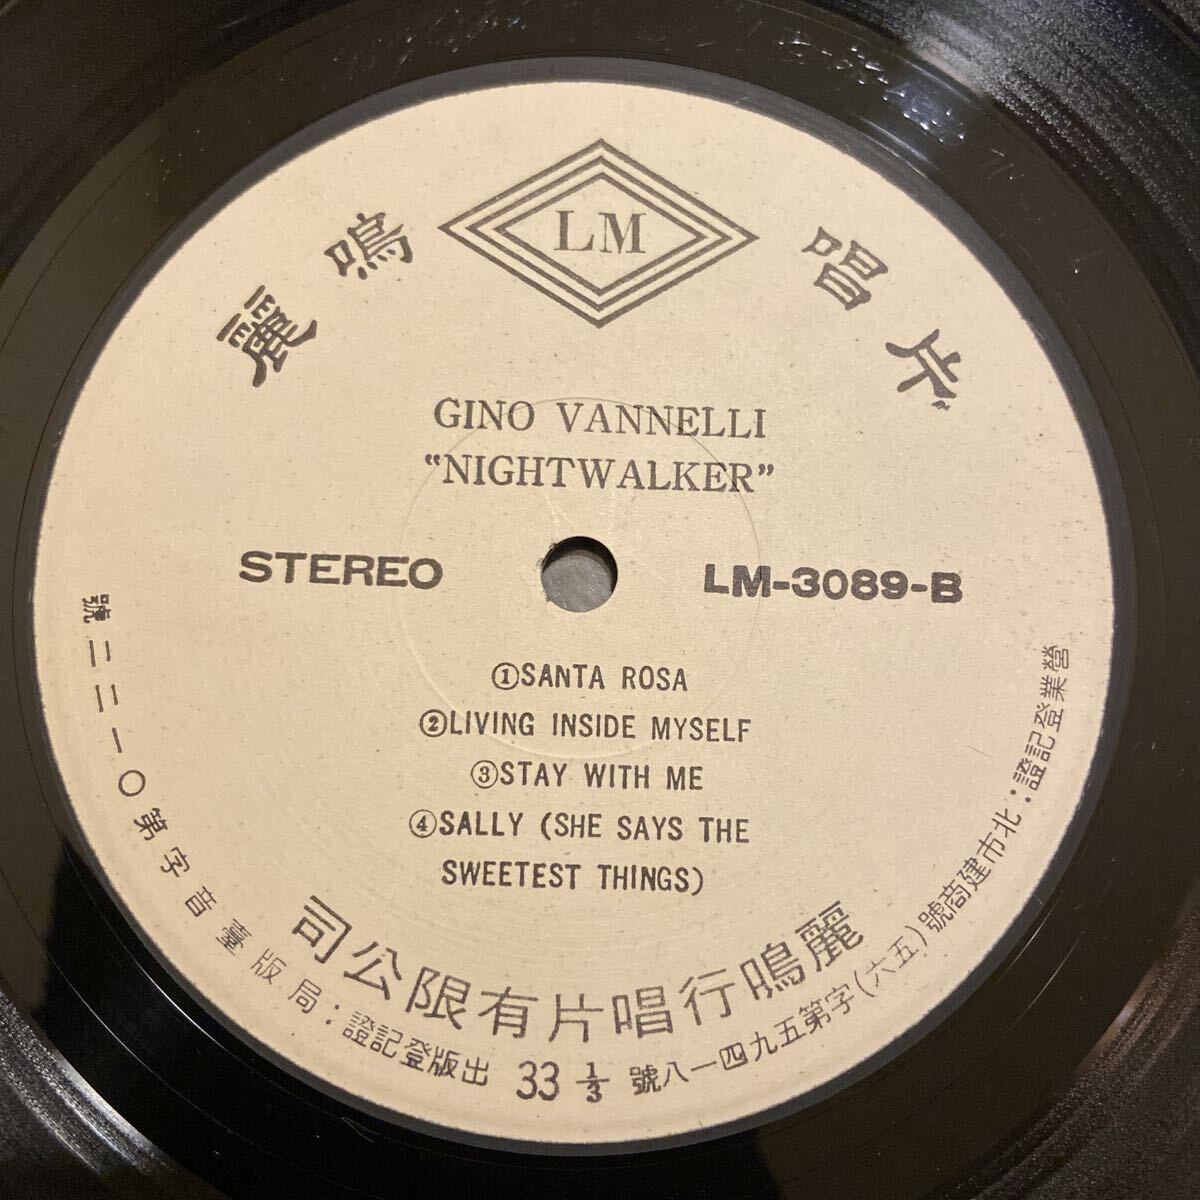 麗鳴唱片
LM
GINO VANNELLI
“NIGHTWALKER”
STEREO
LM-3089-B
①SANTA ROSA
②LIVING INSIDE MYSELF
③STAY WITH ME
④SALLY (SHE SAYS THE
SWEETEST THINGS)
麗鳴行唱片有限公司
營業登記證:北市建商號(五六)字第五九四一八號
33 1/3
出版登記證:局版臺音字第〇一二二號